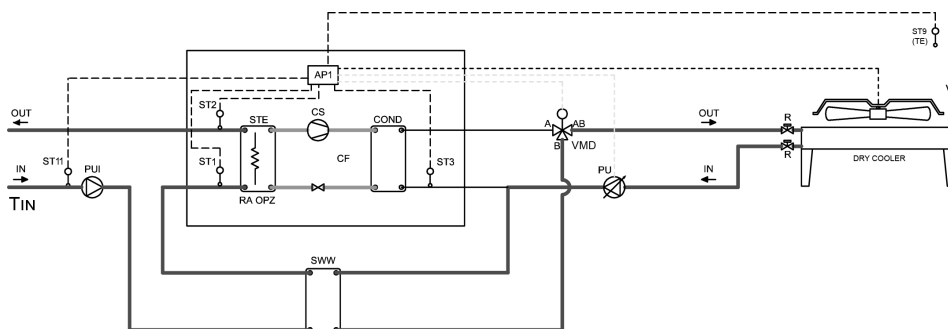 ST9
(TE)
AP1
OUT
ST2
STE
CS
COND
A
AB
VMD
B
OUT
R
ST11
IN
PUI
ST1
CF
ST3
PU
IN
R
DRY COOLER
TIN
RA OPZ
SWW